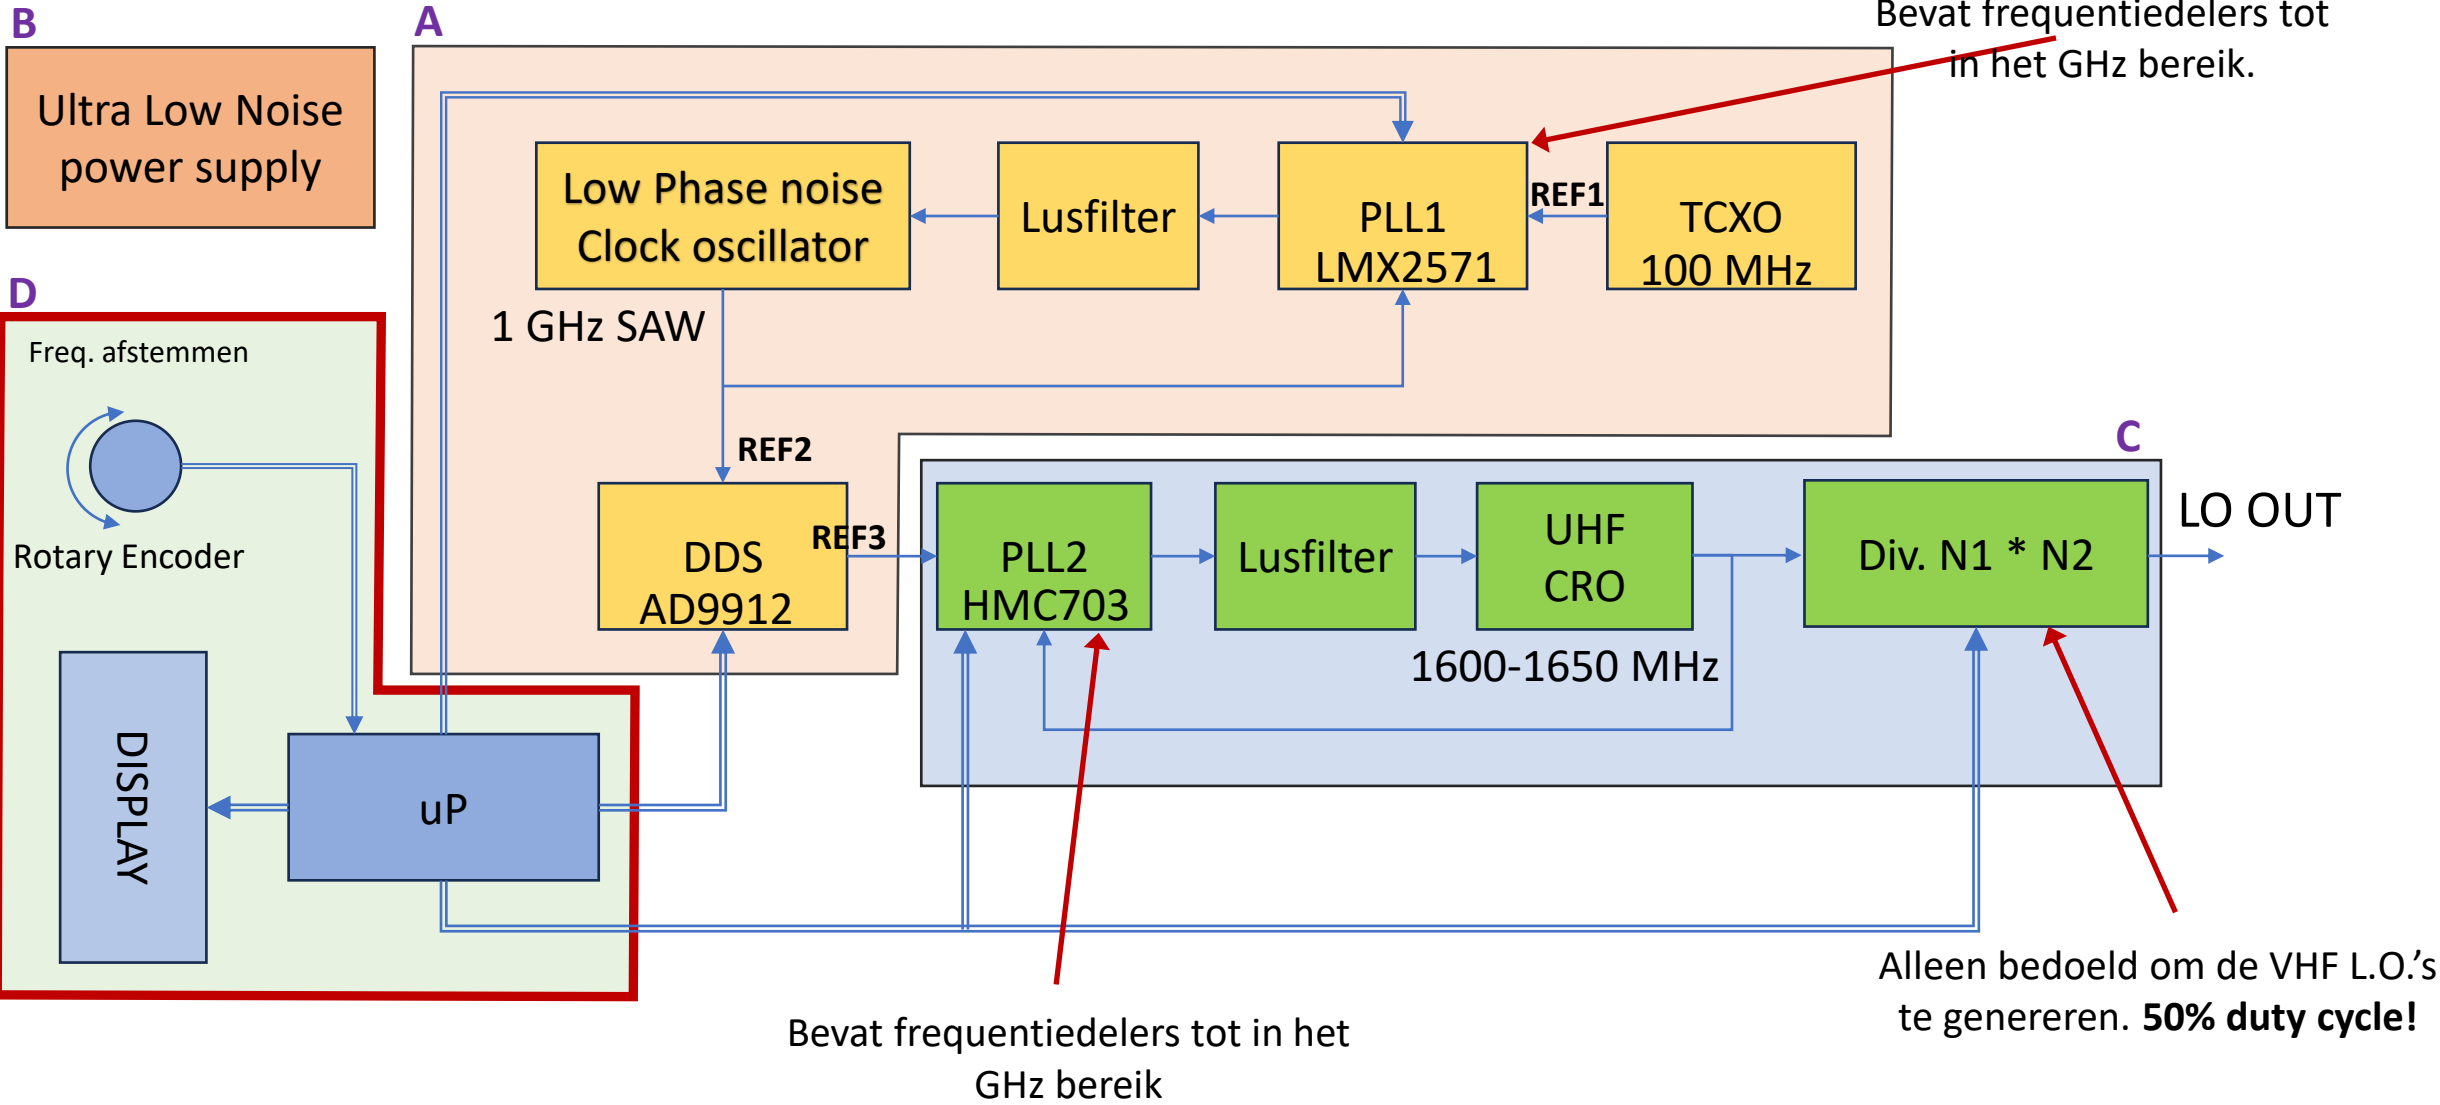 B
A
Bevat frequentiedelers tot
in het GHz bereik.
Ultra Low Noise
power supply
Low Phase noise
Clock oscillator
Lusfilter
PLL1
LMX2571
REF1
TCXO
100 MHz
1 GHz SAW
D
Freq. afstemmen
Rotary Encoder
REF2
DDS
AD9912
REF3
C
PLL2
HMC703
Lusfilter
UHF
CRO
1600-1650 MHz
Div. N1 * N2
LO OUT
DISPLAY
uP
Alleen bedoeld om de VHF L.O.’s
te genereren. 50% duty cycle!
Bevat frequentiedelers tot in het
GHz bereik